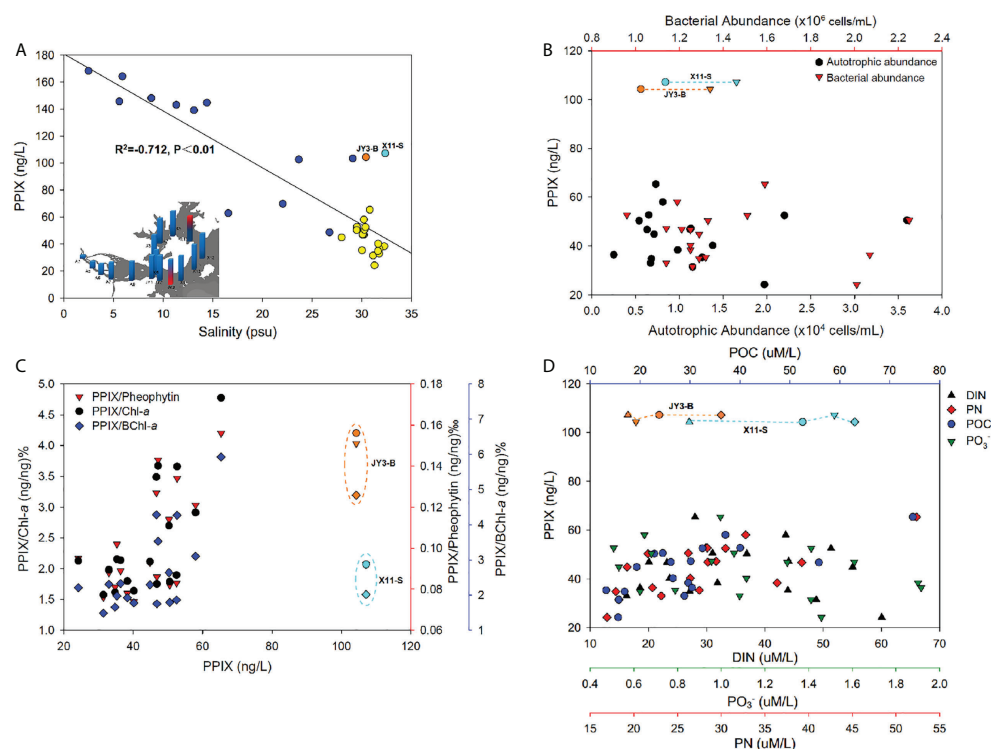 A
PPIX (ng/L)
180
160
140
120
100
80
60
40
20
0
R²=-0.712, P<0.01
JY3-B
X11-S
0 5 10 15 20 25 30 35
Salinity (psu)
B
Bacterial Abundance (x10⁶ cells/mL)
0.8 1.0 1.2 1.4 1.6 1.8 2.0 2.2 2.4
Autotrophic abundance
Bacterial abundance
X11-S
JY3-B
PPIX (ng/L)
120
100
80
60
40
20
0.0 0.5 1.0 1.5 2.0 2.5 3.0 3.5 4.0
Autotrophic Abundance (x10⁴ cells/mL)
C
PPIX/Pheophytin
PPIX/Chl-a
PPIX/BChl-a
JY3-B
X11-S
PPIX/Chl-a (ng/ng)%
5.0
4.5
4.0
3.5
3.0
2.5
2.0
1.5
1.0
20 40 60 80 100 120
PPIX (ng/L)
0.18
0.16
0.14
0.12
0.10
0.08
0.06
PPIX/Pheophytin (ng/ng)‰
8
7
6
5
4
3
2
1
PPIX/BChl-a (ng/ng)%
D
POC (uM/L)
10 20 30 40 50 60 70 80
JY3-B
X11-S
DIN
PN
POC
PO₃⁻
PPIX (ng/L)
120
100
80
60
40
20
10 20 30 40 50 60 70
DIN (uM/L)
0.4 0.6 0.8 1.0 1.2 1.4 1.6 1.8 2.0
PO₃⁻ (uM/L)
15 20 25 30 35 40 45 50 55
PN (uM/L)